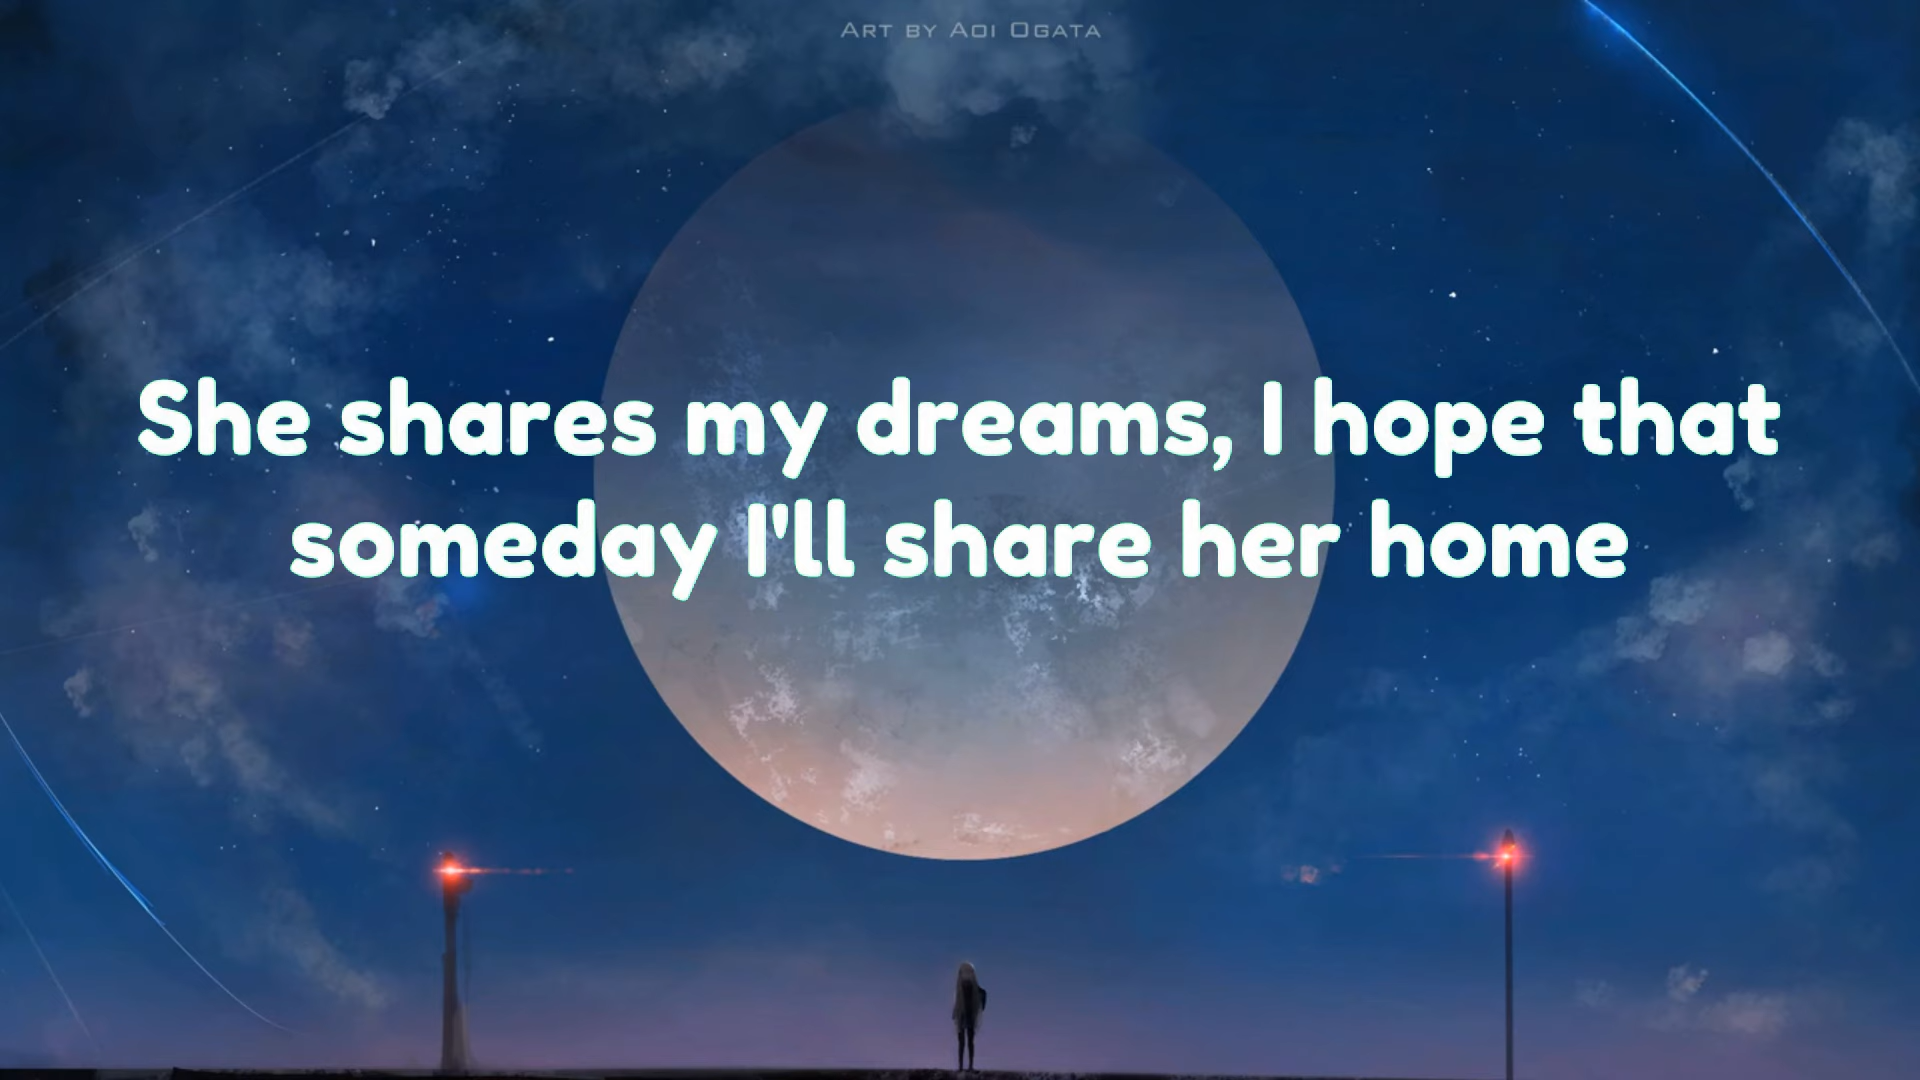 Art by Aoi Ogata
She shares my dreams, I hope that
someday I'll share her home